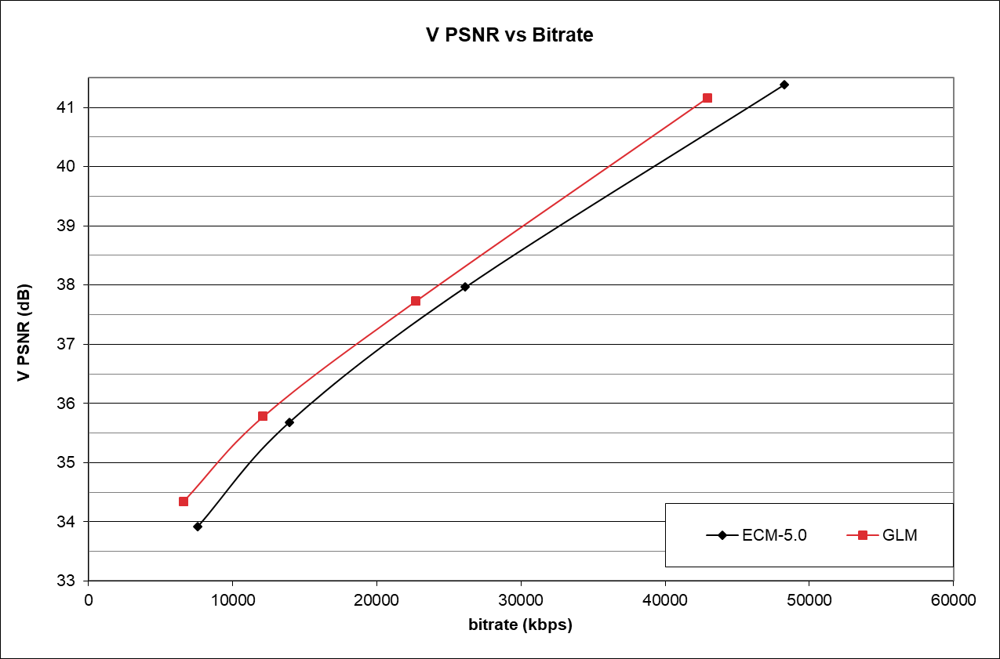 V PSNR vs Bitrate
41
40
39
38
37
36
35
34
33
V PSNR (dB)
ECM-5.0
GLM
0 10000 20000 30000 40000 50000 60000
bitrate (kbps)